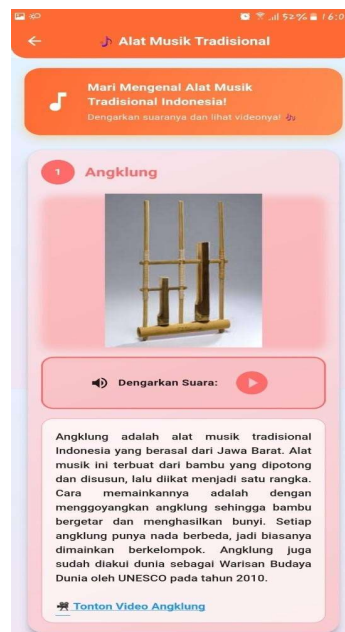 52% 16:0
Alat Musik Tradisional
Mari Mengenal Alat Musik
Tradisional Indonesia!
Dengarkan suaranya dan lihat videonya!
1 Angklung
Dengarkan Suara:
Angklung adalah alat musik tradisional
Indonesia yang berasal dari Jawa Barat. Alat
musik ini terbuat dari bambu yang dipotong
dan disusun, lalu diikat menjadi satu rangka.
Cara memainkannya adalah dengan
menggoyangkan angklung sehingga bambu
bergetar dan menghasilkan bunyi. Setiap
angklung punya nada berbeda, jadi biasanya
dimainkan berkelompok. Angklung juga
sudah diakui dunia sebagai Warisan Budaya
Dunia oleh UNESCO pada tahun 2010.
Tonton Video Angklung